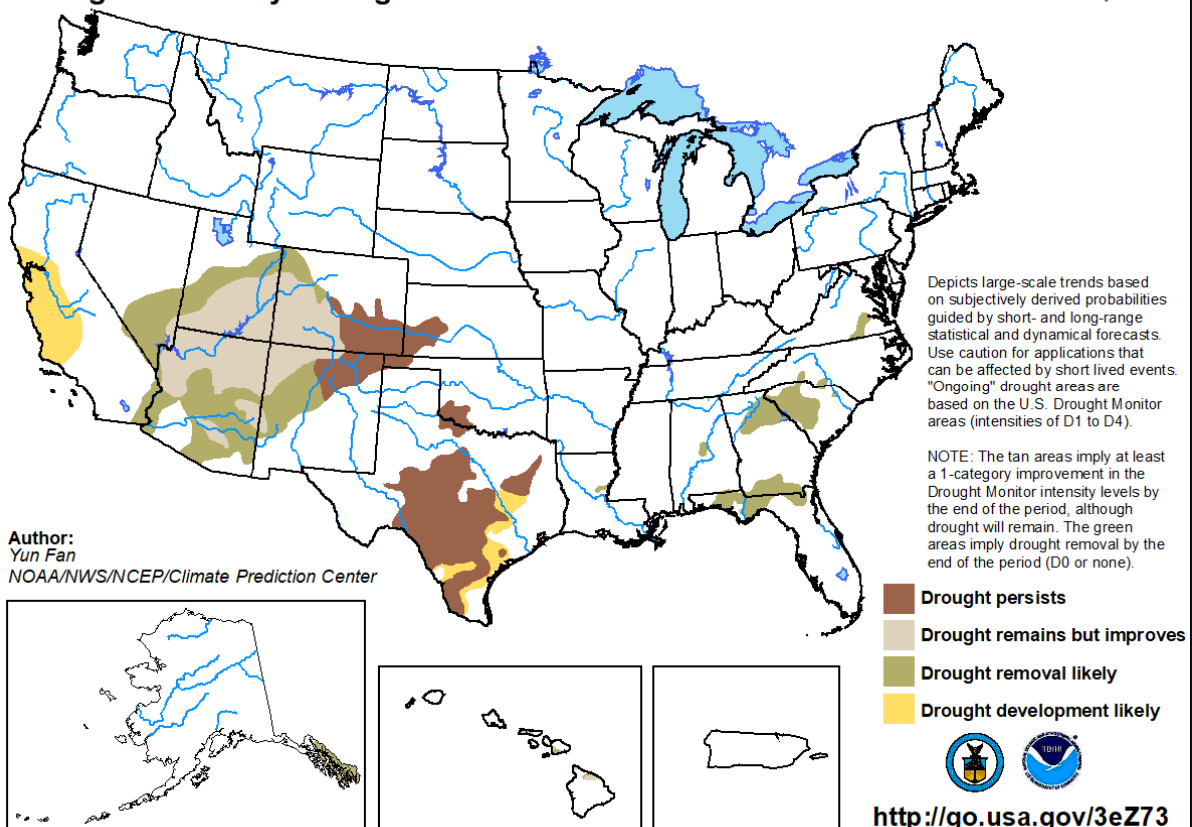 Depicts large-scale trends based
on subjectively derived probabilities
guided by short- and long-range
statistical and dynamical forecasts.
Use caution for applications that
can be affected by short lived events.
"Ongoing" drought areas are
based on the U.S. Drought Monitor
areas (intensities of D1 to D4).
NOTE: The tan areas imply at least
a 1-category improvement in the
Drought Monitor intensity levels by
the end of the period, although
drought will remain. The green
areas imply drought removal by the
end of the period (D0 or none).
Author:
Yun Fan
NOAA/NWS/NCEP/Climate Prediction Center
Drought persists
Drought remains but improves
Drought removal likely
Drought development likely
http://go.usa.gov/3eZ73